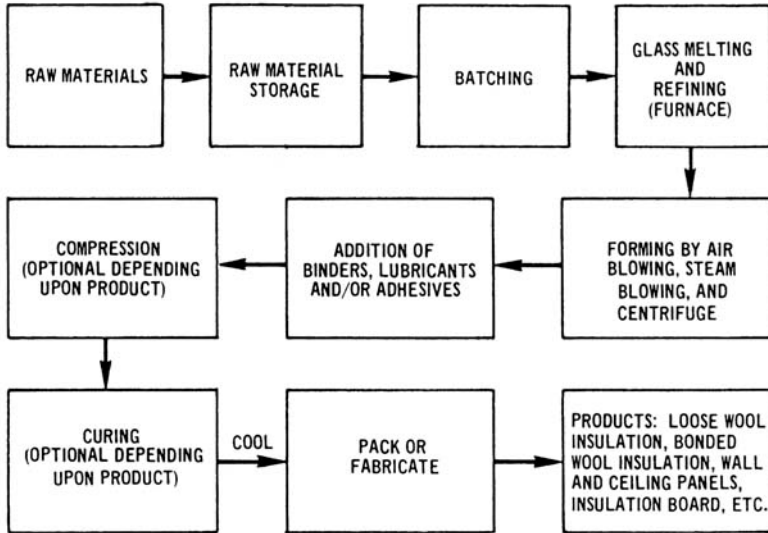 RAW MATERIALS
RAW MATERIAL
STORAGE
BATCHING
GLASS MELTING
AND
REFINING
(FURNACE)
COMPRESSION
(OPTIONAL DEPENDING
UPON PRODUCT)
ADDITION OF
BINDERS, LUBRICANTS
AND/OR ADHESIVES
FORMING BY AIR
BLOWING, STEAM
BLOWING, AND
CENTRIFUGE
CURING
(OPTIONAL DEPENDING
UPON PRODUCT)
COOL
PACK OR
FABRICATE
PRODUCTS: LOOSE WOOL
INSULATION, BONDED
WOOL INSULATION, WALL
AND CEILING PANELS,
INSULATION BOARD, ETC.